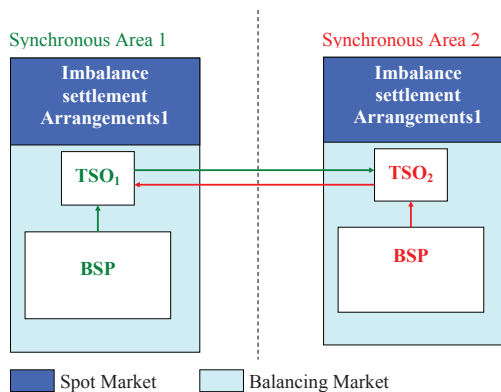 Synchronous Area 1
Synchronous Area 2
Imbalance
settlement
Arrangements1
Imbalance
settlement
Arrangements1
TSO₁
TSO₂
BSP
BSP
Spot Market
Balancing Market